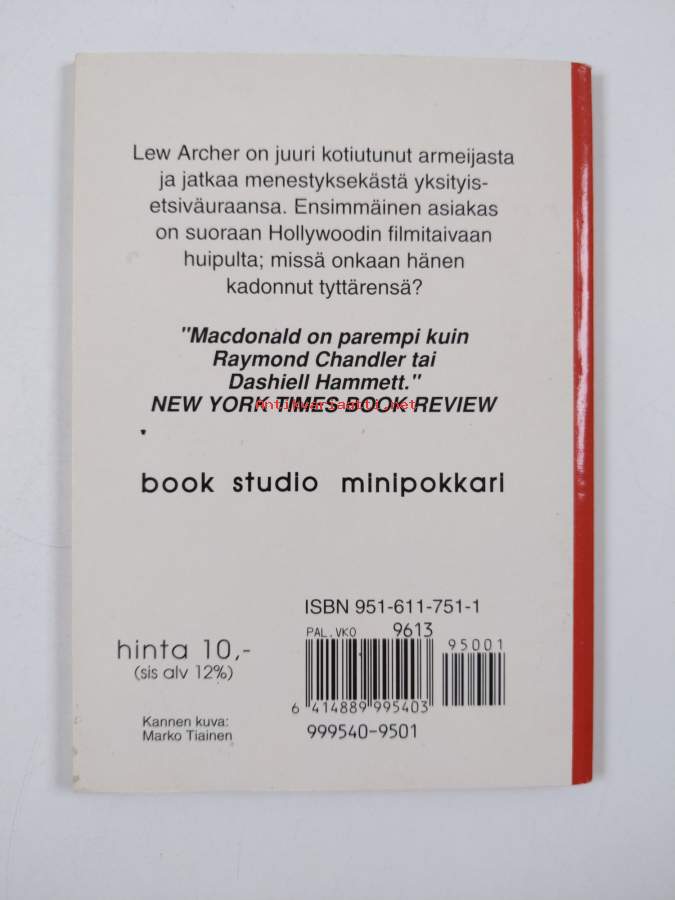 Lew Archer on juuri kotiutunut armeijasta
ja jatkaa menestyksekästä yksityis-
etsiväuraansa. Ensimmäinen asiakas
on suoraan Hollywoodin filmitaivaan
huipulta; missä onkaan hänen
kadonnut tyttärensä?
"Macdonald on parempi kuin
Raymond Chandler tai
Dashiell Hammett."
NEW YORK TIMES BOOK REVIEW
Antikvariaatti.net
book studio minipokkari
ISBN 951-611-751-1
PAL.VKO 9613
95001
hinta 10,-
(sis alv 12%)
6 414889 995403
Kannen kuva:
Marko Tiainen
999540-9501